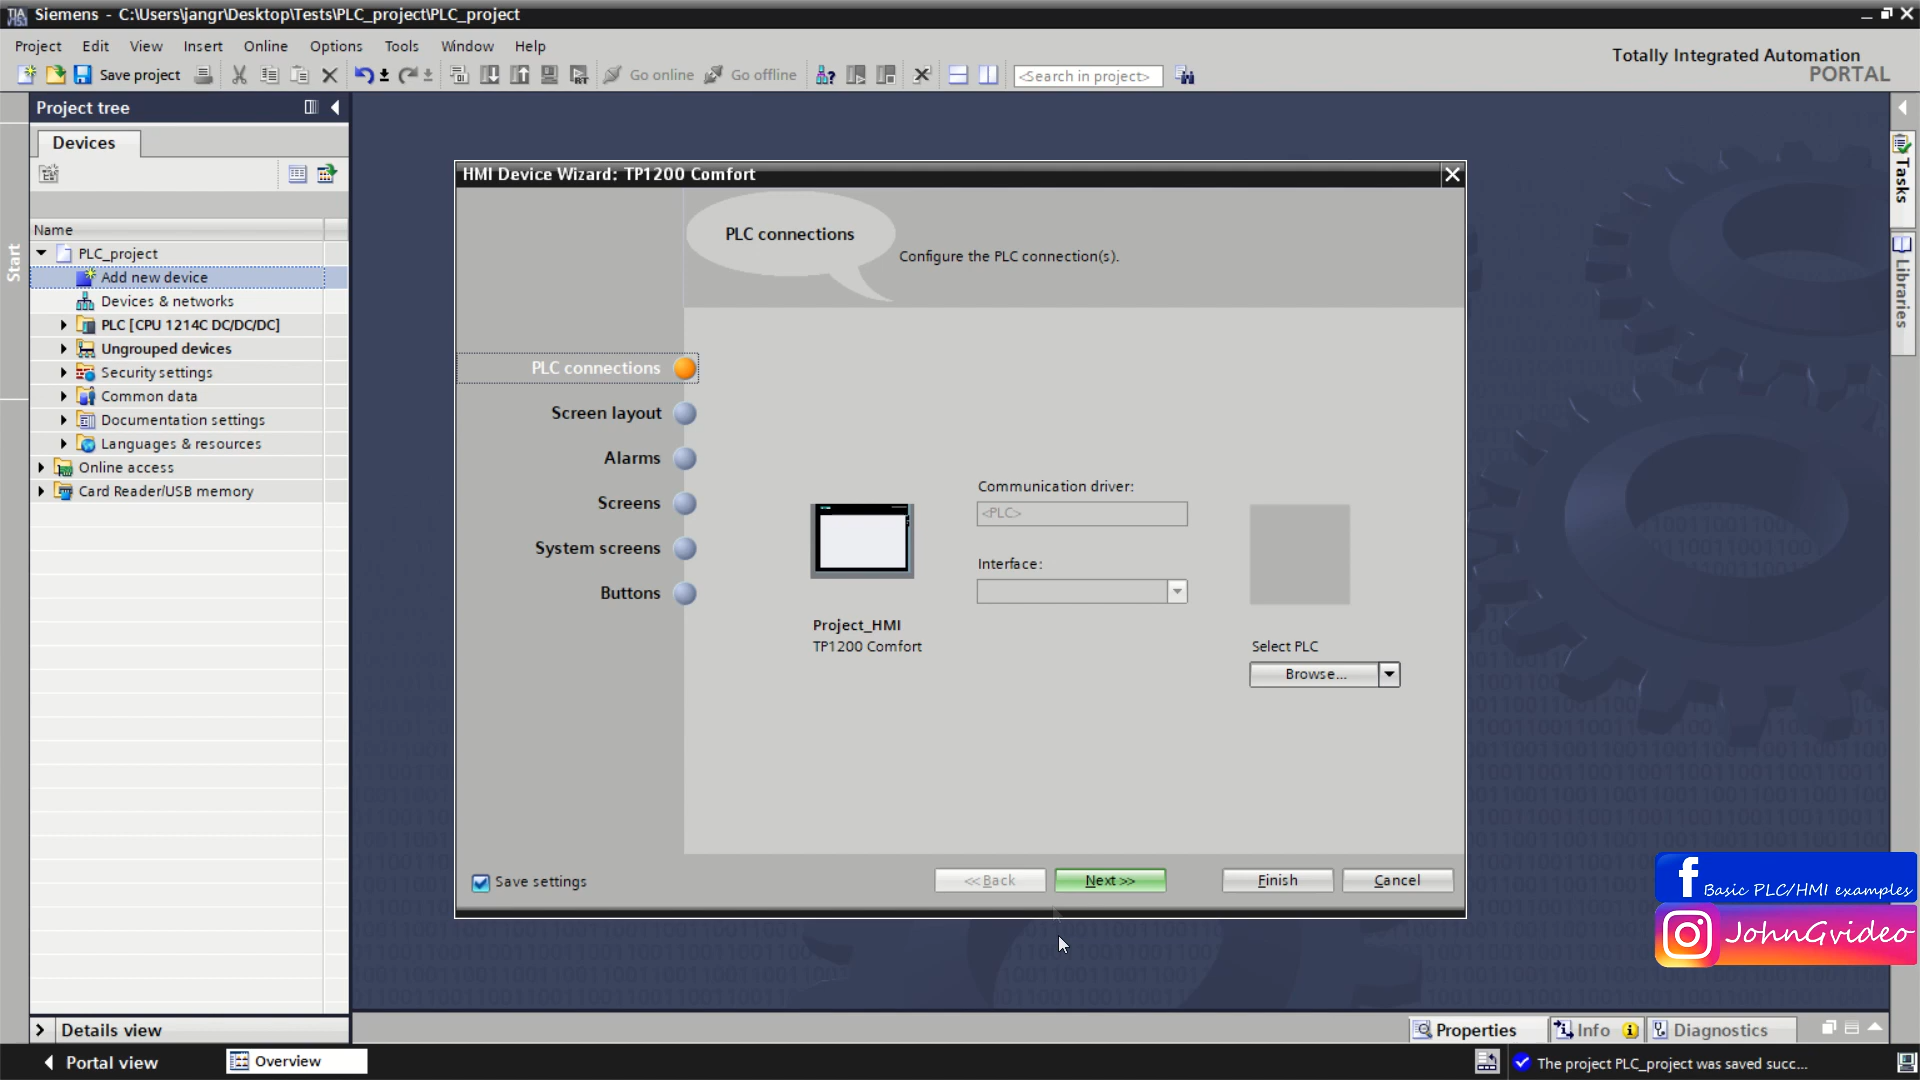 Siemens - C:\Users\jangr\Desktop\Tests\PLC_project\PLC_project
Project Edit View Insert Online Options Tools Window Help
Totally Integrated Automation
PORTAL
Save project Go online Go offline <Search in project>
Project tree
Devices
Start
Name
PLC_project
Add new device
Devices & networks
PLC [CPU 1214C DC/DC/DC]
Ungrouped devices
Security settings
Common data
Documentation settings
Languages & resources
Online access
Card Reader/USB memory
Details view
HMI Device Wizard: TP1200 Comfort
PLC connections
Configure the PLC connection(s).
PLC connections
Screen layout
Alarms
Screens
System screens
Buttons
Communication driver:
<PLC>
Interface:
Project_HMI
TP1200 Comfort
Select PLC
Browse...
Save settings
<<Back Next>> Finish Cancel
Tasks
Libraries
Basic PLC/HMI examples
JohnGvideo
Properties Info Diagnostics
Portal view Overview
The project PLC_project was saved succ...